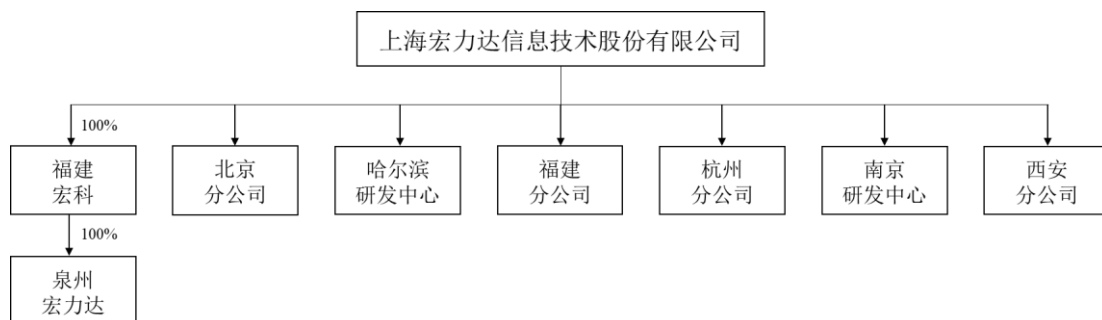 上海宏力达信息技术股份有限公司
100%
福建
宏科
北京
分公司
哈尔滨
研发中心
福建
分公司
杭州
分公司
南京
研发中心
西安
分公司
100%
泉州
宏力达